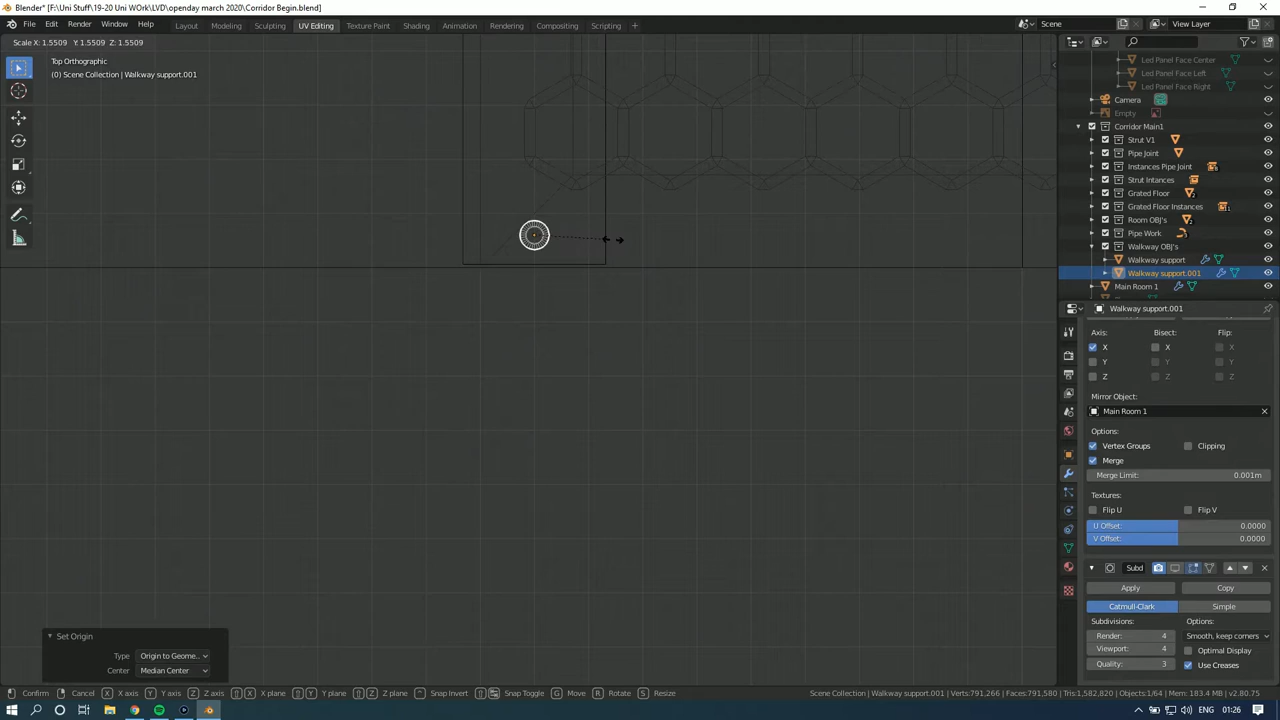 Blender* [F:\Uni Stuff\19-20 Uni WOrk\LVD\openday march 2020\Corridor Begin.blend]
File Edit Render Window Help Layout Modeling Sculpting UV Editing Texture Paint Shading Animation Rendering Compositing Scripting + Scene View Layer
Scale X: 1.5509 Y: 1.5509 Z: 1.5509
Top Orthographic
(0) Scene Collection | Walkway support.001
Led Panel Face Center
Led Panel Face Left
Led Panel Face Right
Camera
Empty
Corridor Main1
Strut V1
Pipe Joint
Instances Pipe Joint
Strut Intances
Grated Floor
Grated Floor Instances
Room OBJ's
Pipe Work
Walkway OBJ's
Walkway support
Walkway support.001
Main Room 1
Walkway support.001
Axis: Bisect: Flip:
X X X
Y Y Y
Z Z Z
Mirror Object:
Main Room 1
Options:
Vertex Groups Clipping
Merge
Merge Limit: 0.001m
Textures:
Flip U Flip V
U Offset: 0.0000
V Offset: 0.0000
Subd
Apply Copy
Catmull-Clark Simple
Subdivisions: Options:
Render: 4 Smooth, keep corners
Viewport: 4 Optimal Display
Quality: 3 Use Creases
Set Origin
Type Origin to Geome..
Center Median Center
Confirm Cancel X X axis Y Y axis Z Z axis X X plane Y Y plane Z Z plane Snap Invert Snap Toggle G Move R Rotate S Resize Scene Collection | Walkway support.001 | Verts:791,266 | Faces:791,580 | Tris:1,582,820 | Objects:1/64 | Mem: 183.4 MB | v2.80.75
ENG 01:26